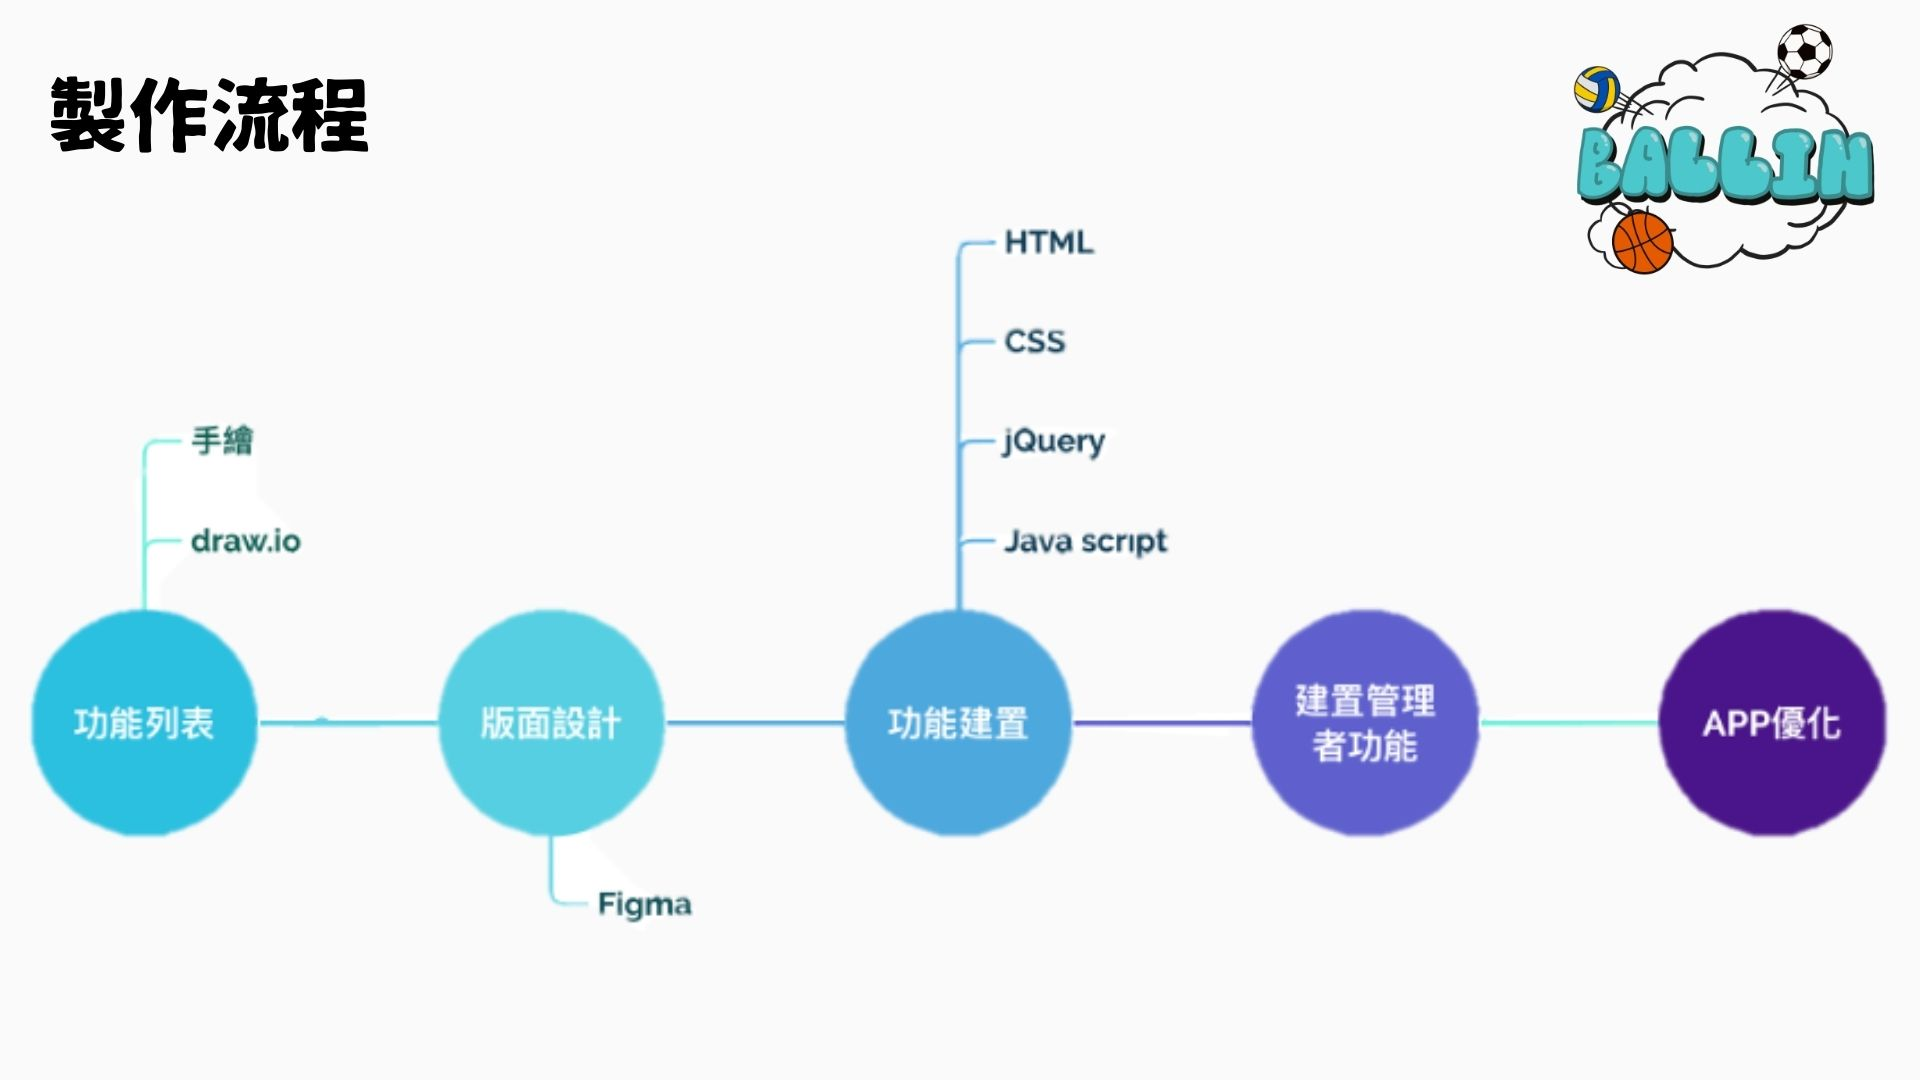 製作流程
BALLIN
HTML
CSS
jQuery
Java script
手繪
draw.io
功能列表
版面設計
功能建置
建置管理
者功能
APP優化
Figma